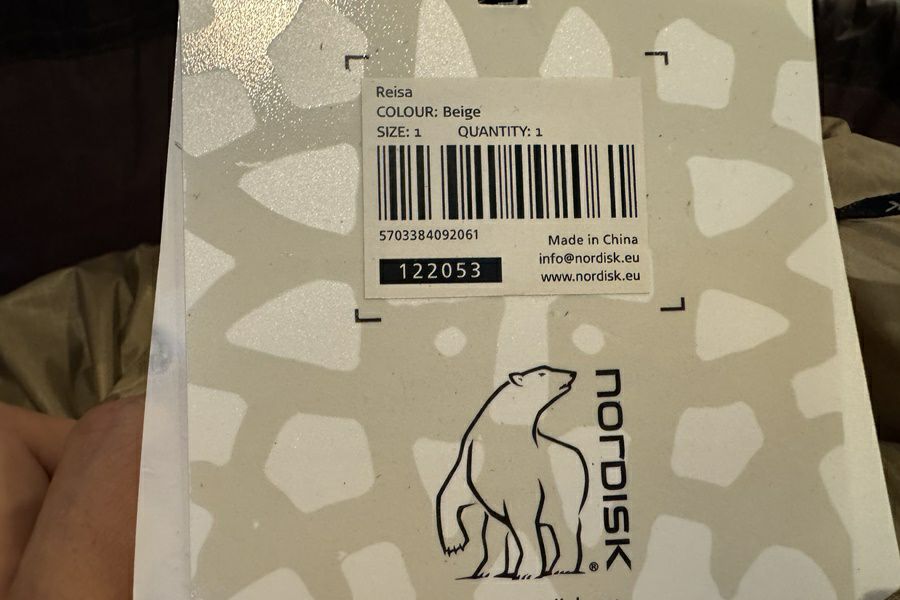 Reisa
COLOUR: Beige
SIZE: 1 QUANTITY: 1
5703384092061
Made in China
122053
info@nordisk.eu
www.nordisk.eu
NORDISK®